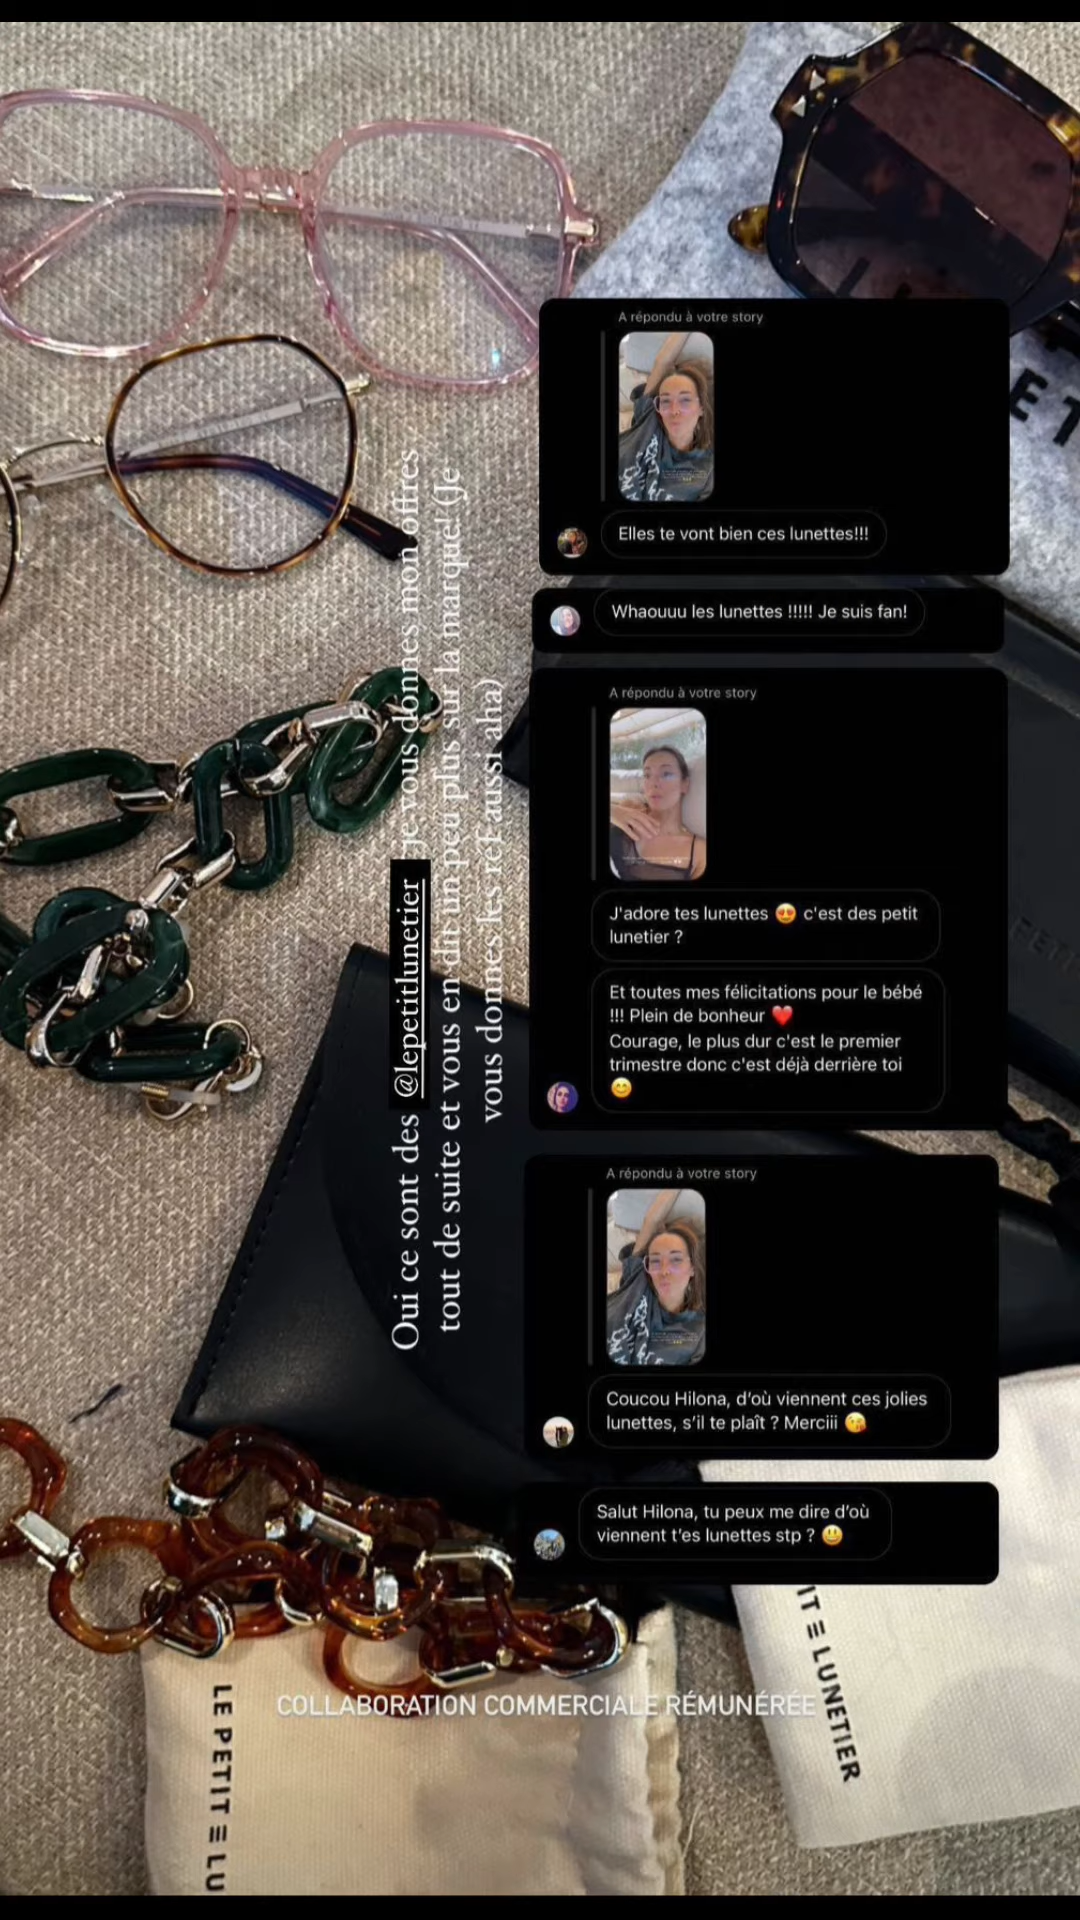 A répondu à votre story
Elles te vont bien ces lunettes!!!
Whaouuu les lunettes !!!!! Je suis fan!
A répondu à votre story
J'adore tes lunettes 😍 c'est des petit
lunetier ?
Et toutes mes félicitations pour le bébé
!!! Plein de bonheur ❤️
Courage, le plus dur c'est le premier
trimestre donc c'est déjà derrière toi
😊
A répondu à votre story
Coucou Hilona, d'où viennent ces jolies
lunettes, s'il te plaît ? Merciii 😘
Salut Hilona, tu peux me dire d'où
viennent t'es lunettes stp ? 😃
Oui ce sont des @lepetitlunetier je vous donnes mon offres
tout de suite et vous en dit un peu plus sur la marque! (Je
vous donnes les ref aussi aha)
COLLABORATION COMMERCIALE RÉMUNÉRÉE
LE PETIT ≡ LU
IT ≡ LUNETIER
ET